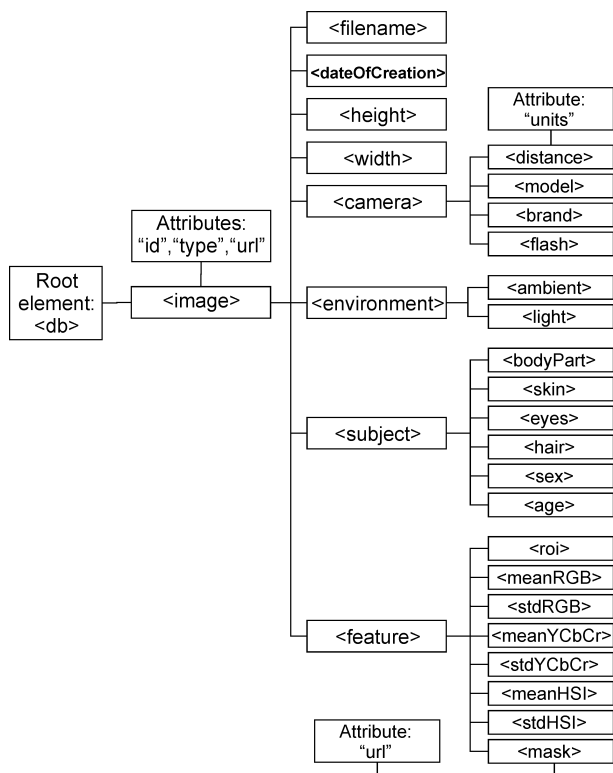 <filename>
<dateOfCreation>
<height>
<width>
<camera>
Attribute:
“units”
<distance>
<model>
<brand>
<flash>
Attributes:
“id”,“type”,“url”
Root
element:
<db>
<image>
<environment>
<ambient>
<light>
<subject>
<bodyPart>
<skin>
<eyes>
<hair>
<sex>
<age>
<feature>
<roi>
<meanRGB>
<stdRGB>
<meanYCbCr>
<stdYCbCr>
<meanHSI>
<stdHSI>
<mask>
Attribute:
“url”